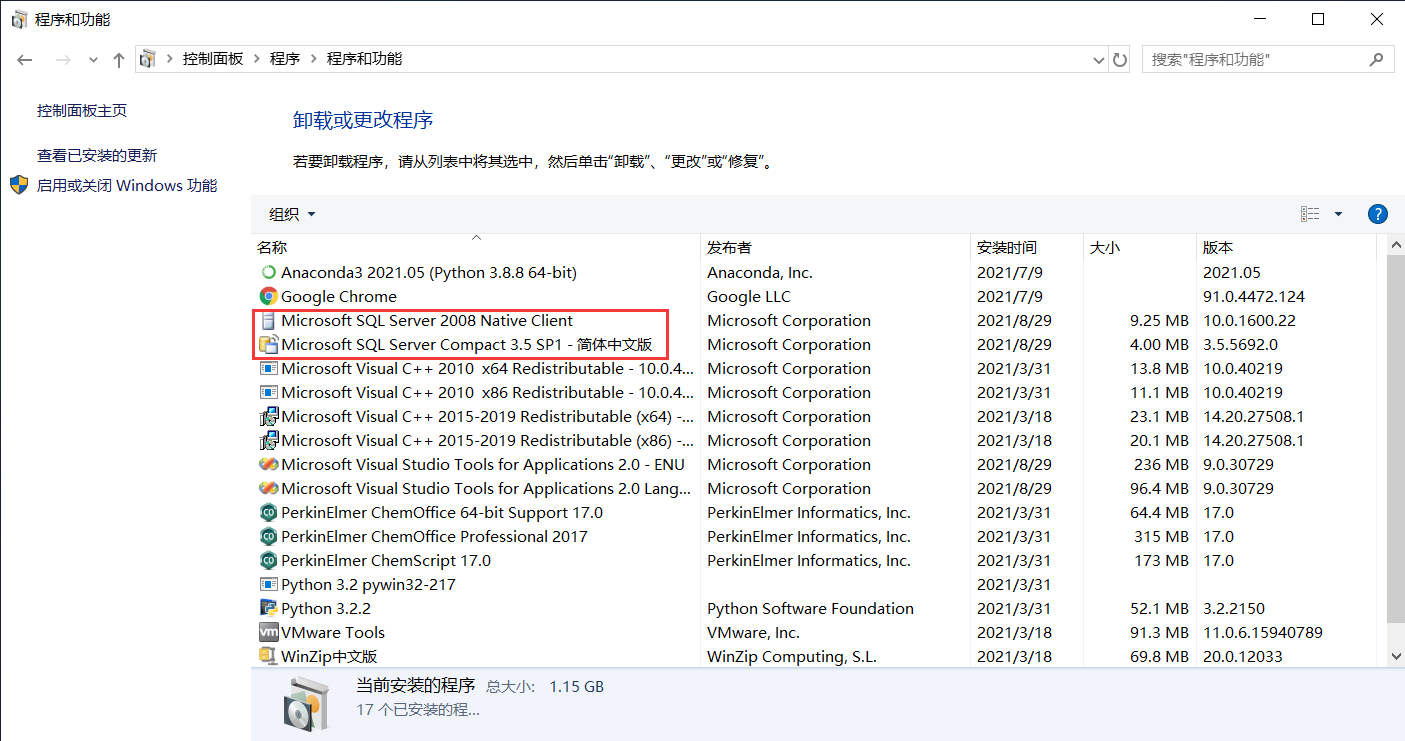 程序和功能
控制面板 程序 程序和功能 搜索"程序和功能"
控制面板主页
查看已安装的更新
启用或关闭 Windows 功能
卸载或更改程序
若要卸载程序，请从列表中将其选中，然后单击“卸载”、“更改”或“修复”。
组织
名称 发布者 安装时间 大小 版本
Anaconda3 2021.05 (Python 3.8.8 64-bit) Anaconda, Inc. 2021/7/9 2021.05
Google Chrome Google LLC 2021/7/9 91.0.4472.124
Microsoft SQL Server 2008 Native Client Microsoft Corporation 2021/8/29 9.25 MB 10.0.1600.22
Microsoft SQL Server Compact 3.5 SP1 - 简体中文版 Microsoft Corporation 2021/8/29 4.00 MB 3.5.5692.0
Microsoft Visual C++ 2010 x64 Redistributable - 10.0.4... Microsoft Corporation 2021/3/31 13.8 MB 10.0.40219
Microsoft Visual C++ 2010 x86 Redistributable - 10.0.4... Microsoft Corporation 2021/3/31 11.1 MB 10.0.40219
Microsoft Visual C++ 2015-2019 Redistributable (x64) -... Microsoft Corporation 2021/3/18 23.1 MB 14.20.27508.1
Microsoft Visual C++ 2015-2019 Redistributable (x86) -... Microsoft Corporation 2021/3/18 20.1 MB 14.20.27508.1
Microsoft Visual Studio Tools for Applications 2.0 - ENU Microsoft Corporation 2021/8/29 236 MB 9.0.30729
Microsoft Visual Studio Tools for Applications 2.0 Lang... Microsoft Corporation 2021/8/29 96.4 MB 9.0.30729
PerkinElmer ChemOffice 64-bit Support 17.0 PerkinElmer Informatics, Inc. 2021/3/31 64.4 MB 17.0
PerkinElmer ChemOffice Professional 2017 PerkinElmer Informatics, Inc. 2021/3/31 315 MB 17.0
PerkinElmer ChemScript 17.0 PerkinElmer Informatics, Inc. 2021/3/31 173 MB 17.0
Python 3.2 pywin32-217 2021/3/31
Python 3.2.2 Python Software Foundation 2021/3/31 52.1 MB 3.2.2150
vm VMware Tools VMware, Inc. 2021/3/18 91.3 MB 11.0.6.15940789
WinZip中文版 WinZip Computing, S.L. 2021/3/18 69.8 MB 20.0.12033
当前安装的程序 总大小: 1.15 GB
17 个已安装的程...